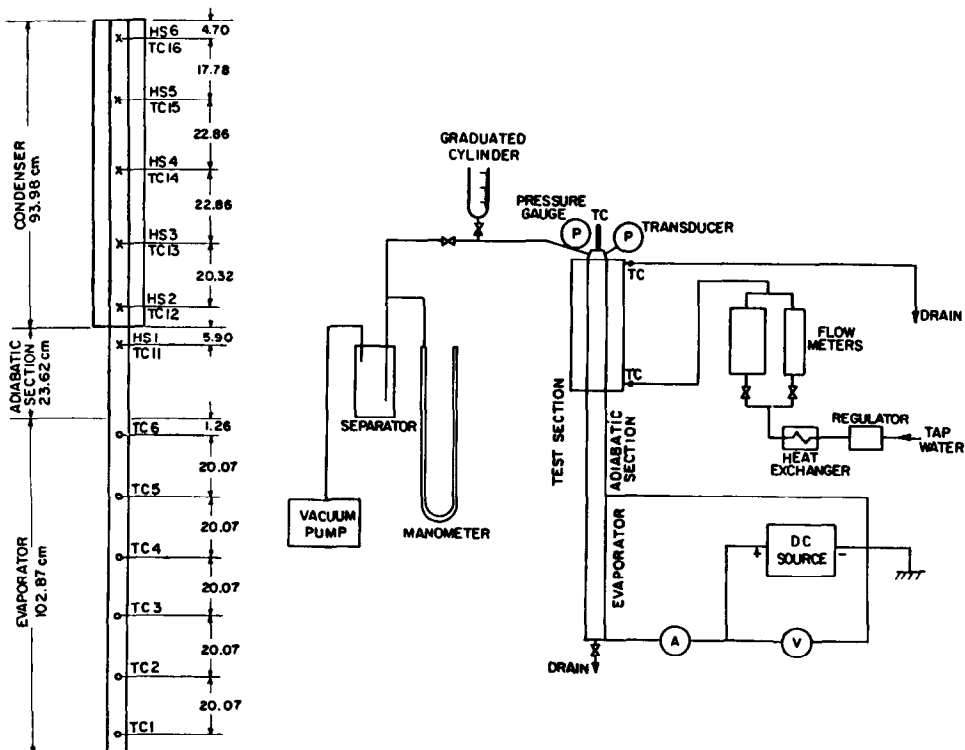 HS6 4.70
TC16
17.78
HS5
TC15
22.86
HS4
TC14
22.86
HS3
TC13
20.32
HS2
TC12
HS1 5.90
TC11
TC6 1.26
20.07
TC5
20.07
TC4
20.07
TC3
20.07
TC2
20.07
TC1
CONDENSER
93.98 cm
ADIABATIC
SECTION
23.62 cm
EVAPORATOR
102.87 cm
GRADUATED
CYLINDER
PRESSURE
GAUGE
TC
P
P
TRANSDUCER
TC
DRAIN
TC
FLOW
METERS
REGULATOR
TAP
WATER
HEAT
EXCHANGER
SEPARATOR
MANOMETER
VACUUM
PUMP
TEST SECTION
ADIABATIC
SECTION
EVAPORATOR
DC
SOURCE
+
-
A
V
DRAIN